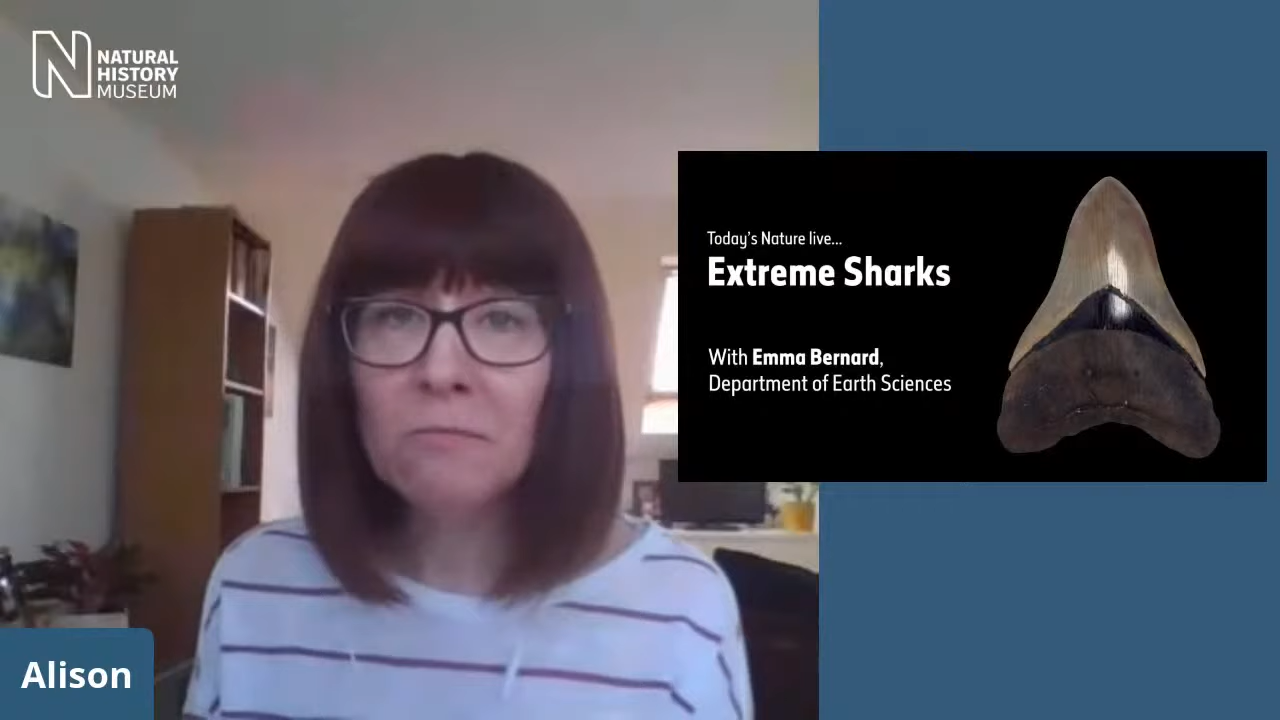 NATURAL
HISTORY
MUSEUM
Today's Nature live...
Extreme Sharks
With Emma Bernard,
Department of Earth Sciences
Alison